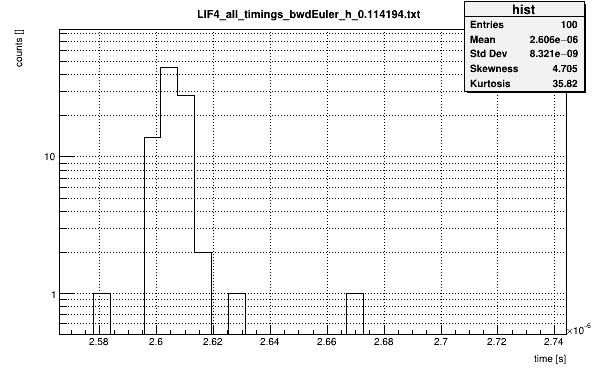 LIF4_all_timings_bwdEuler_h_0.114194.txt
hist
Entries 100
Mean 2.606e−06
Std Dev 8.321e−09
Skewness 4.705
Kurtosis 35.82
counts []
10
1
2.58 2.6 2.62 2.64 2.66 2.68 2.7 2.72 2.74
×10−6
time [s]